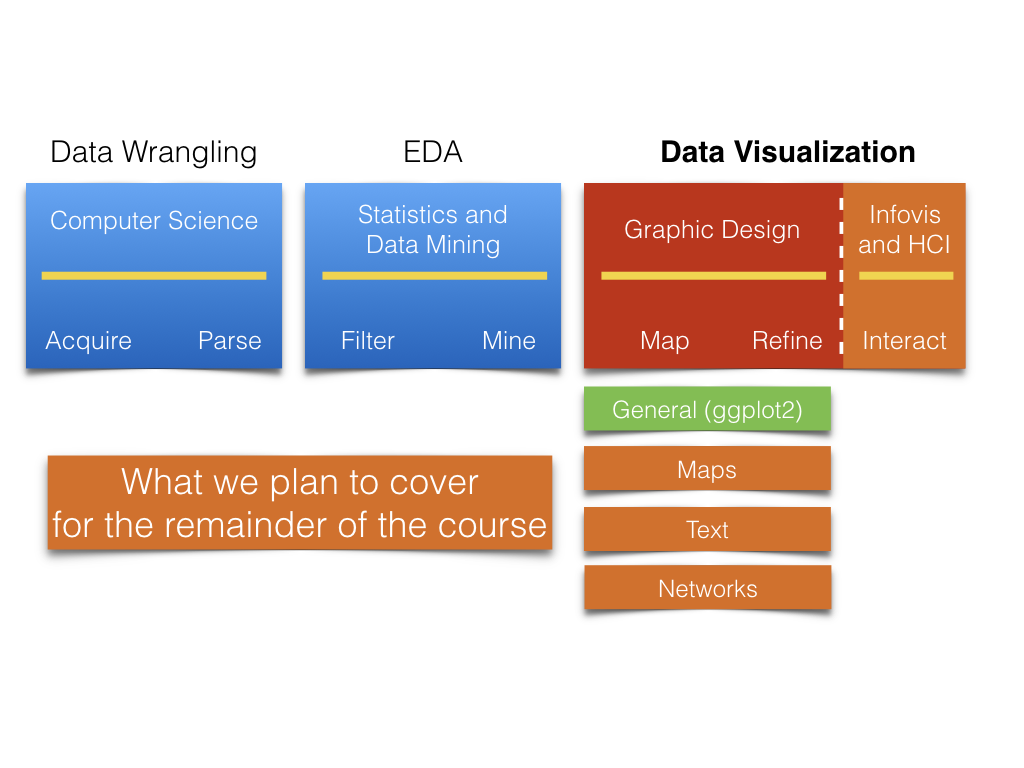 Data Wrangling
EDA
Data Visualization
Computer Science
Acquire
Parse
Statistics and
Data Mining
Filter
Mine
Graphic Design
Map
Refine
Infovis
and HCI
Interact
General (ggplot2)
Maps
Text
Networks
What we plan to cover
for the remainder of the course